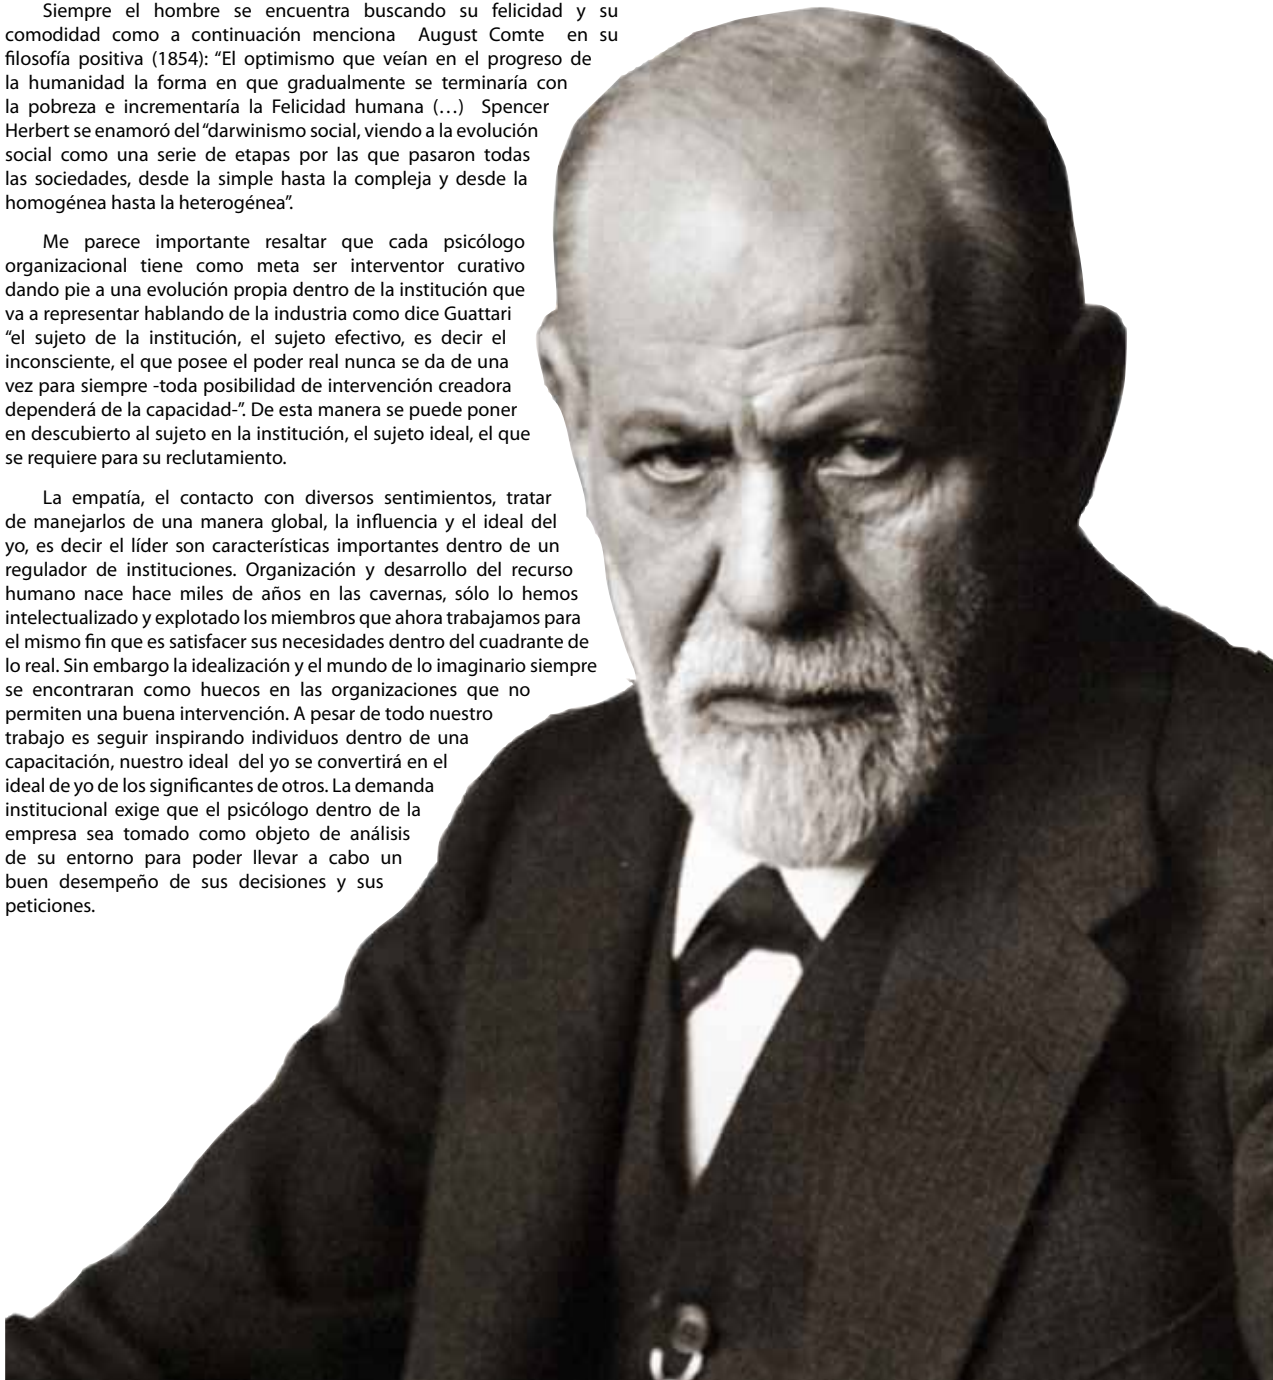 Siempre el hombre se encuentra buscando su felicidad y su
comodidad como a continuación menciona August Comte en su
filosofía positiva (1854): “El optimismo que veían en el progreso de
la humanidad la forma en que gradualmente se terminaría con
la pobreza e incrementaría la Felicidad humana (…) Spencer
Herbert se enamoró del “darwinismo social, viendo a la evolución
social como una serie de etapas por las que pasaron todas
las sociedades, desde la simple hasta la compleja y desde la
homogénea hasta la heterogénea”.
Me parece importante resaltar que cada psicólogo
organizacional tiene como meta ser interventor curativo
dando pie a una evolución propia dentro de la institución que
va a representar hablando de la industria como dice Guattari
“el sujeto de la institución, el sujeto efectivo, es decir el
inconsciente, el que posee el poder real nunca se da de una
vez para siempre -toda posibilidad de intervención creadora
dependerá de la capacidad-”. De esta manera se puede poner
en descubierto al sujeto en la institución, el sujeto ideal, el que
se requiere para su reclutamiento.
La empatía, el contacto con diversos sentimientos, tratar
de manejarlos de una manera global, la influencia y el ideal del
yo, es decir el líder son características importantes dentro de un
regulador de instituciones. Organización y desarrollo del recurso
humano nace hace miles de años en las cavernas, sólo lo hemos
intelectualizado y explotado los miembros que ahora trabajamos para
el mismo fin que es satisfacer sus necesidades dentro del cuadrante de
lo real. Sin embargo la idealización y el mundo de lo imaginario siempre
se encontraran como huecos en las organizaciones que no
permiten una buena intervención. A pesar de todo nuestro
trabajo es seguir inspirando individuos dentro de una
capacitación, nuestro ideal del yo se convertirá en el
ideal de yo de los significantes de otros. La demanda
institucional exige que el psicólogo dentro de la
empresa sea tomado como objeto de análisis
de su entorno para poder llevar a cabo un
buen desempeño de sus decisiones y sus
peticiones.